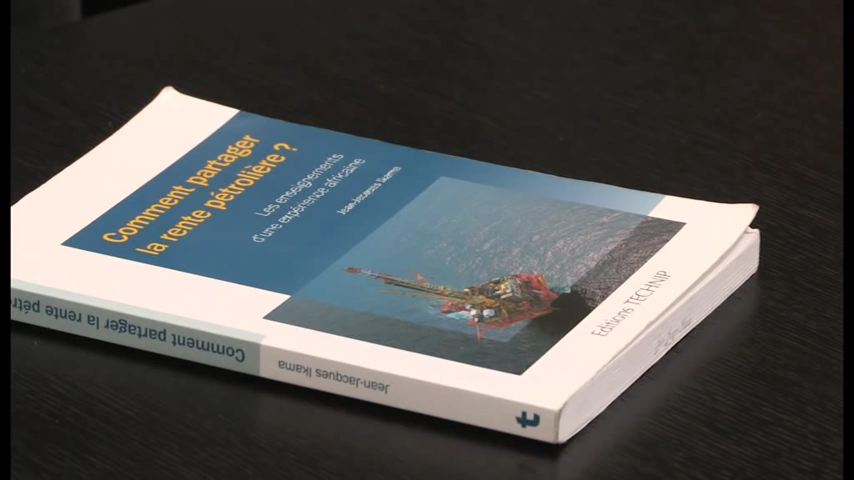 Comment partager
la rente pétrolière ?
Les enseignements
d'une expérience africaine
Jean-Jacques Ikama
Editions TECHNIP
Comment partager la rente pétro
Jean-Jacques Ikama
t